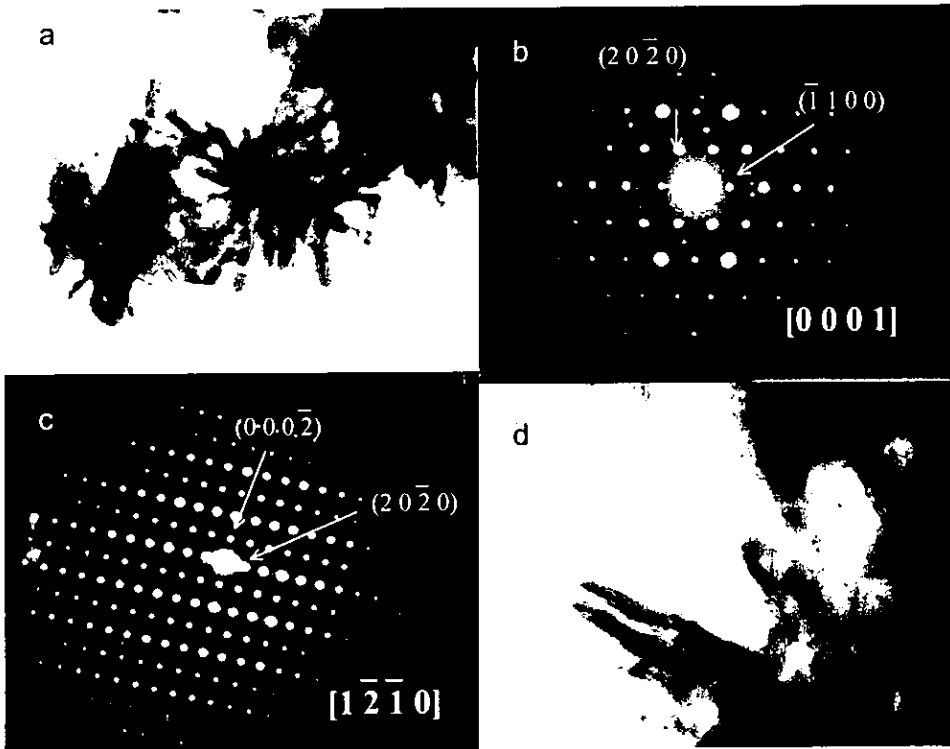 a
b
(2 0 2̅ 0)
(1̅ 1 0 0)
[0 0 0 1]
c
(0 0 0 2̅)
(2 0 2̅ 0)
[1 2̅ 1̅ 0]
d